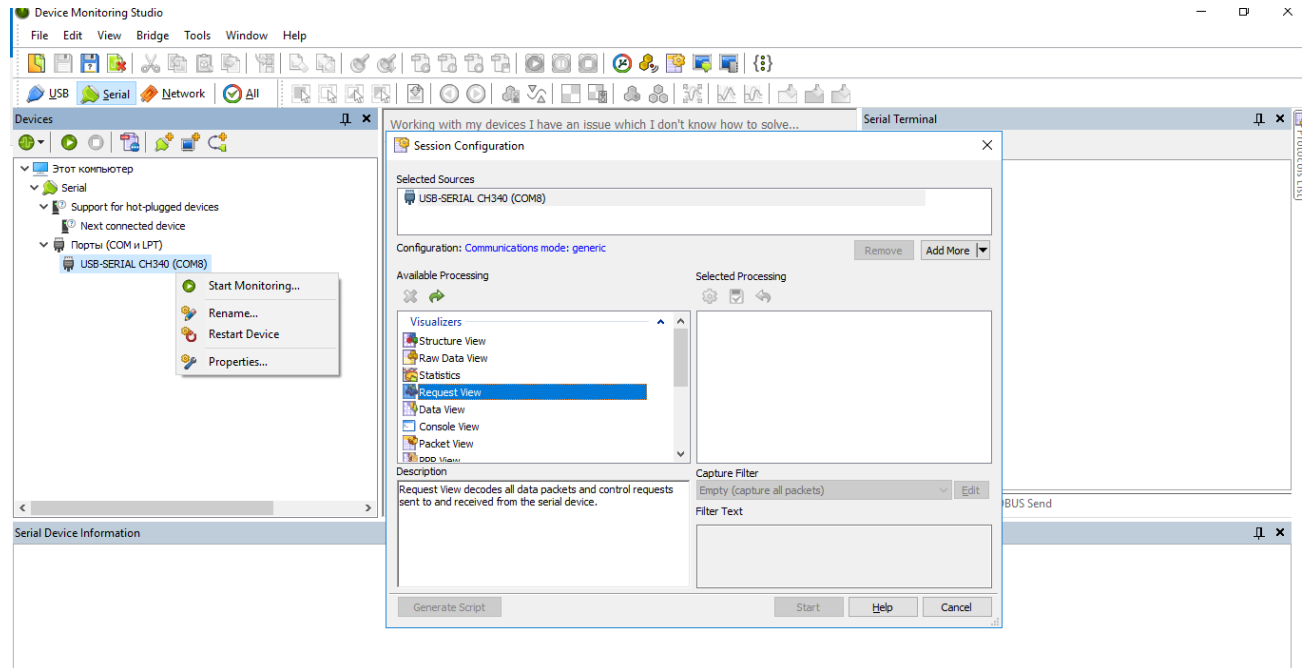 Device Monitoring Studio
File Edit View Bridge Tools Window Help
USB Serial Network All
Devices
Этот компьютер
Serial
Support for hot-plugged devices
Next connected device
Порты (COM и LPT)
USB-SERIAL CH340 (COM8)
Start Monitoring...
Rename...
Restart Device
Properties...
Working with my devices I have an issue which I don't know how to solve...
Session Configuration
Selected Sources
USB-SERIAL CH340 (COM8)
Configuration: Communications mode: generic
Remove
Add More
Available Processing
Selected Processing
Visualizers
Structure View
Raw Data View
Statistics
Request View
Data View
Console View
Packet View
PPP View
Description
Request View decodes all data packets and control requests
sent to and received from the serial device.
Capture Filter
Empty (capture all packets)
Edit
Filter Text
Generate Script
Start
Help
Cancel
Serial Terminal
Protocols List
BUS Send
Serial Device Information